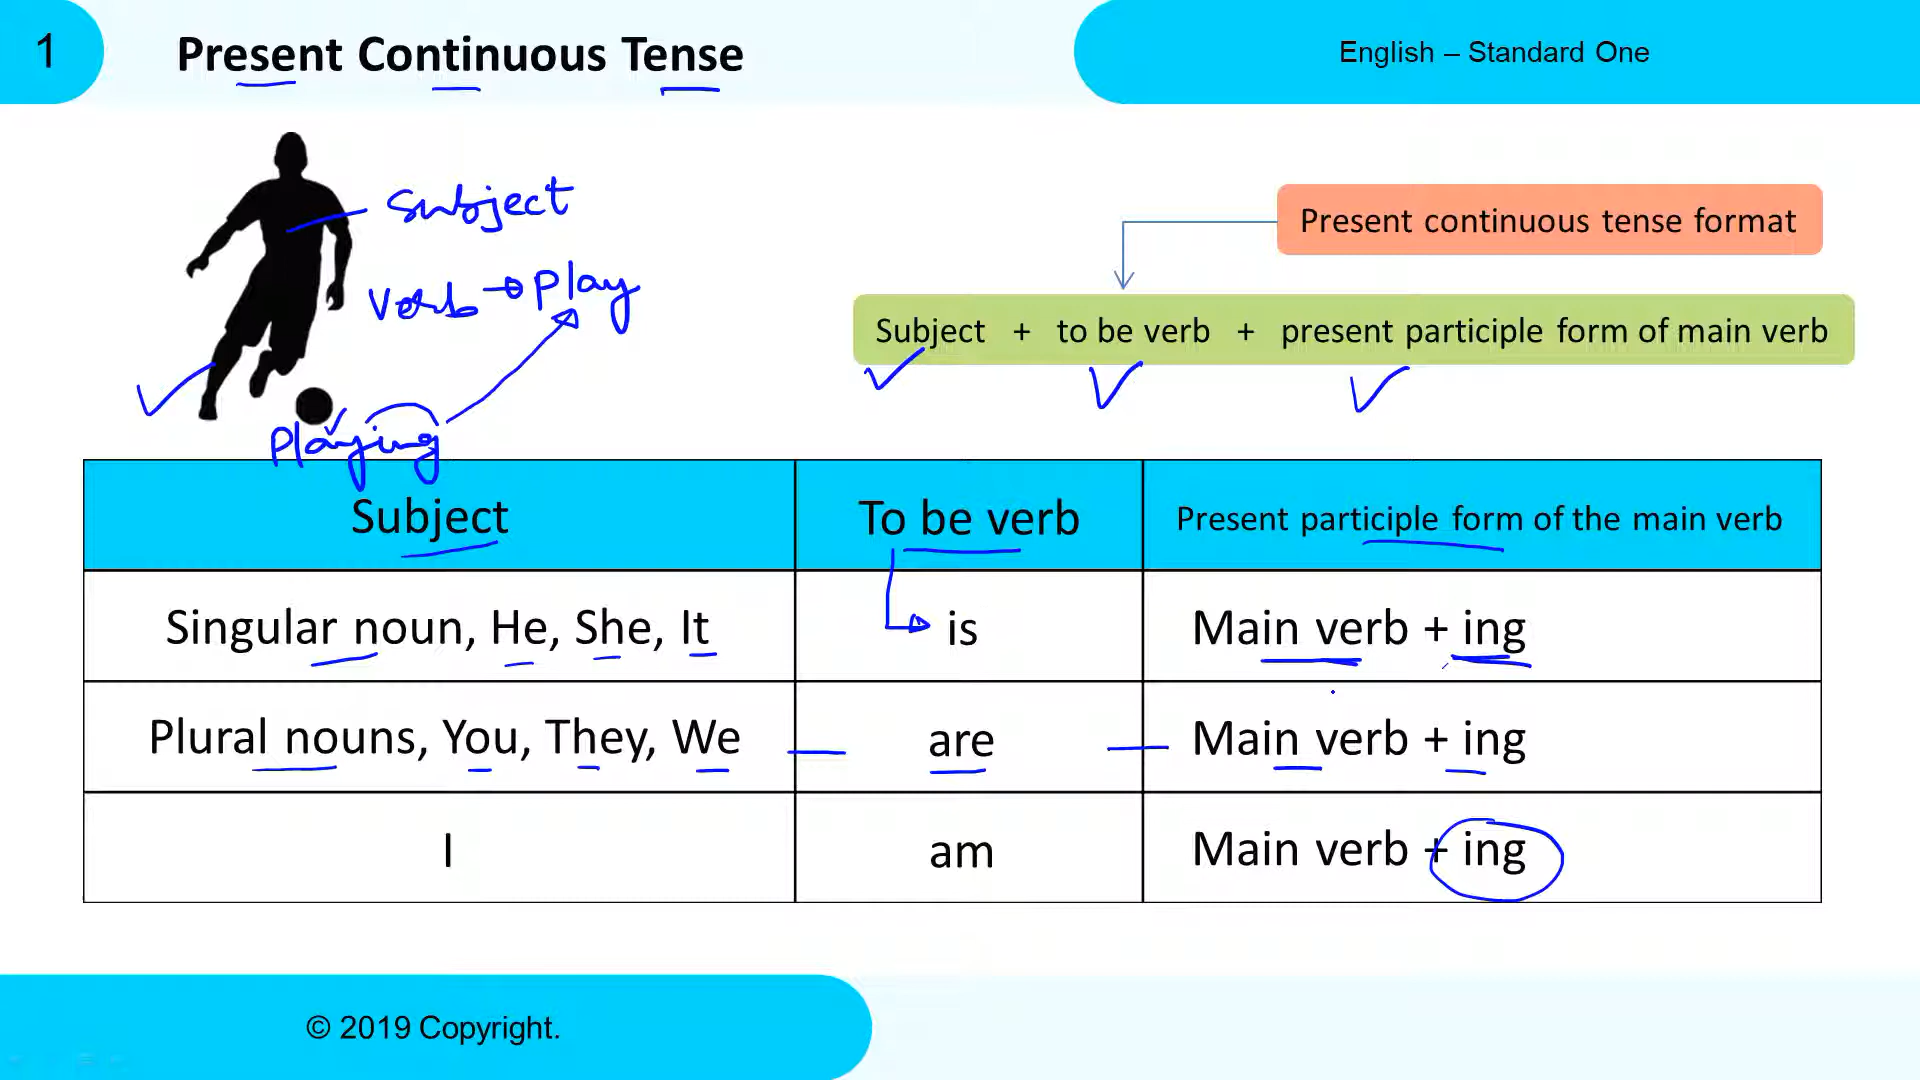 1
Present Continuous Tense
English – Standard One
Subject
Verb → Play
Playing
Present continuous tense format
Subject + to be verb + present participle form of main verb
Subject To be verb Present participle form of the main verb
Singular noun, He, She, It is Main verb + ing
Plural nouns, You, They, We are Main verb + ing
I am Main verb + ing
© 2019 Copyright.